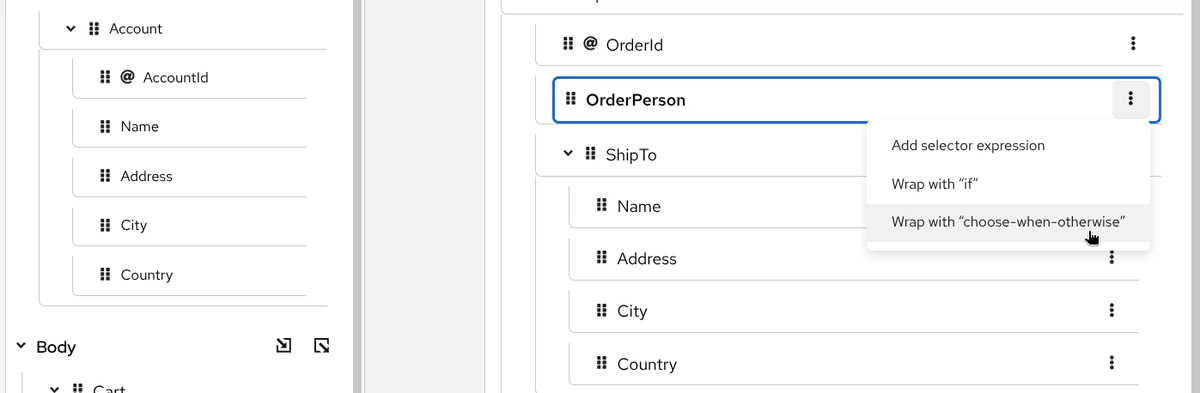 Account
@ AccountId
Name
Address
City
Country
Body
Cart
@ OrderId
OrderPerson
Add selector expression
Wrap with “if”
Wrap with “choose-when-otherwise”
ShipTo
Name
Address
City
Country